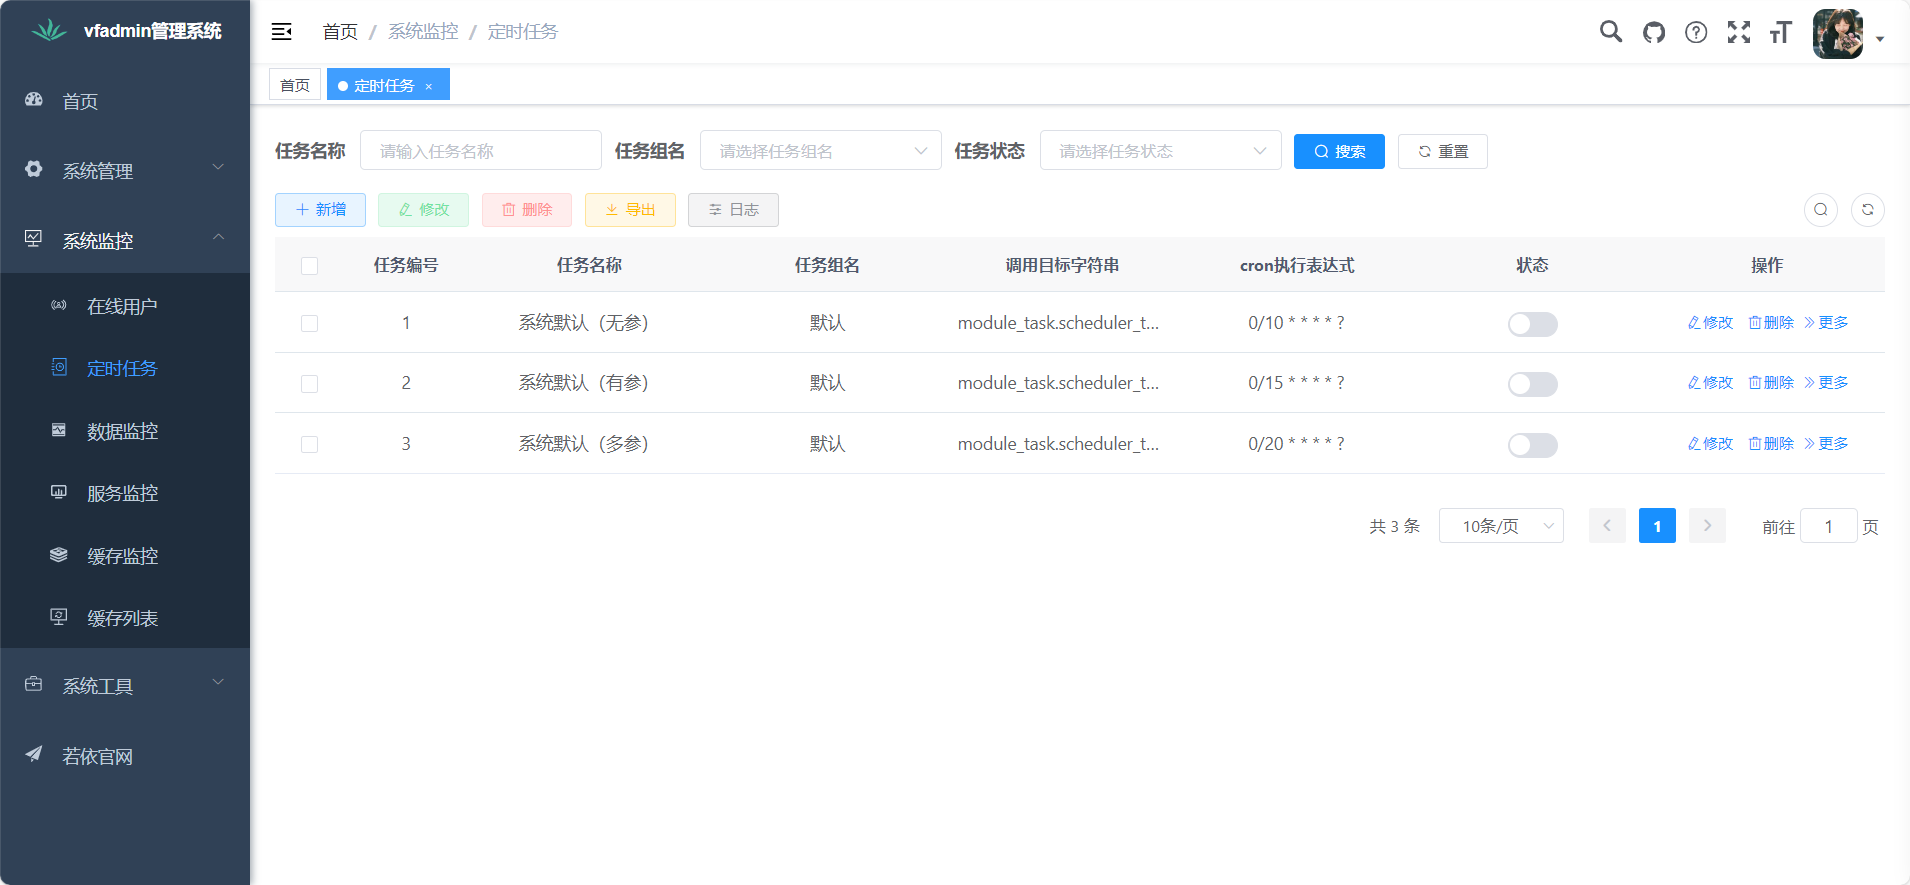 vfadmin管理系统
首页
系统管理
系统监控
在线用户
定时任务
数据监控
服务监控
缓存监控
缓存列表
系统工具
若依官网
首页 / 系统监控 / 定时任务
首页 定时任务 ×
任务名称 请输入任务名称 任务组名 请选择任务组名 任务状态 请选择任务状态 搜索 重置
新增 修改 删除 导出 日志
任务编号 任务名称 任务组名 调用目标字符串 cron执行表达式 状态 操作
1 系统默认（无参） 默认 module_task.scheduler_t... 0/10 * * * * ? 修改 删除 更多
2 系统默认（有参） 默认 module_task.scheduler_t... 0/15 * * * * ? 修改 删除 更多
3 系统默认（多参） 默认 module_task.scheduler_t... 0/20 * * * * ? 修改 删除 更多
共 3 条 10条/页 1 前往 1 页